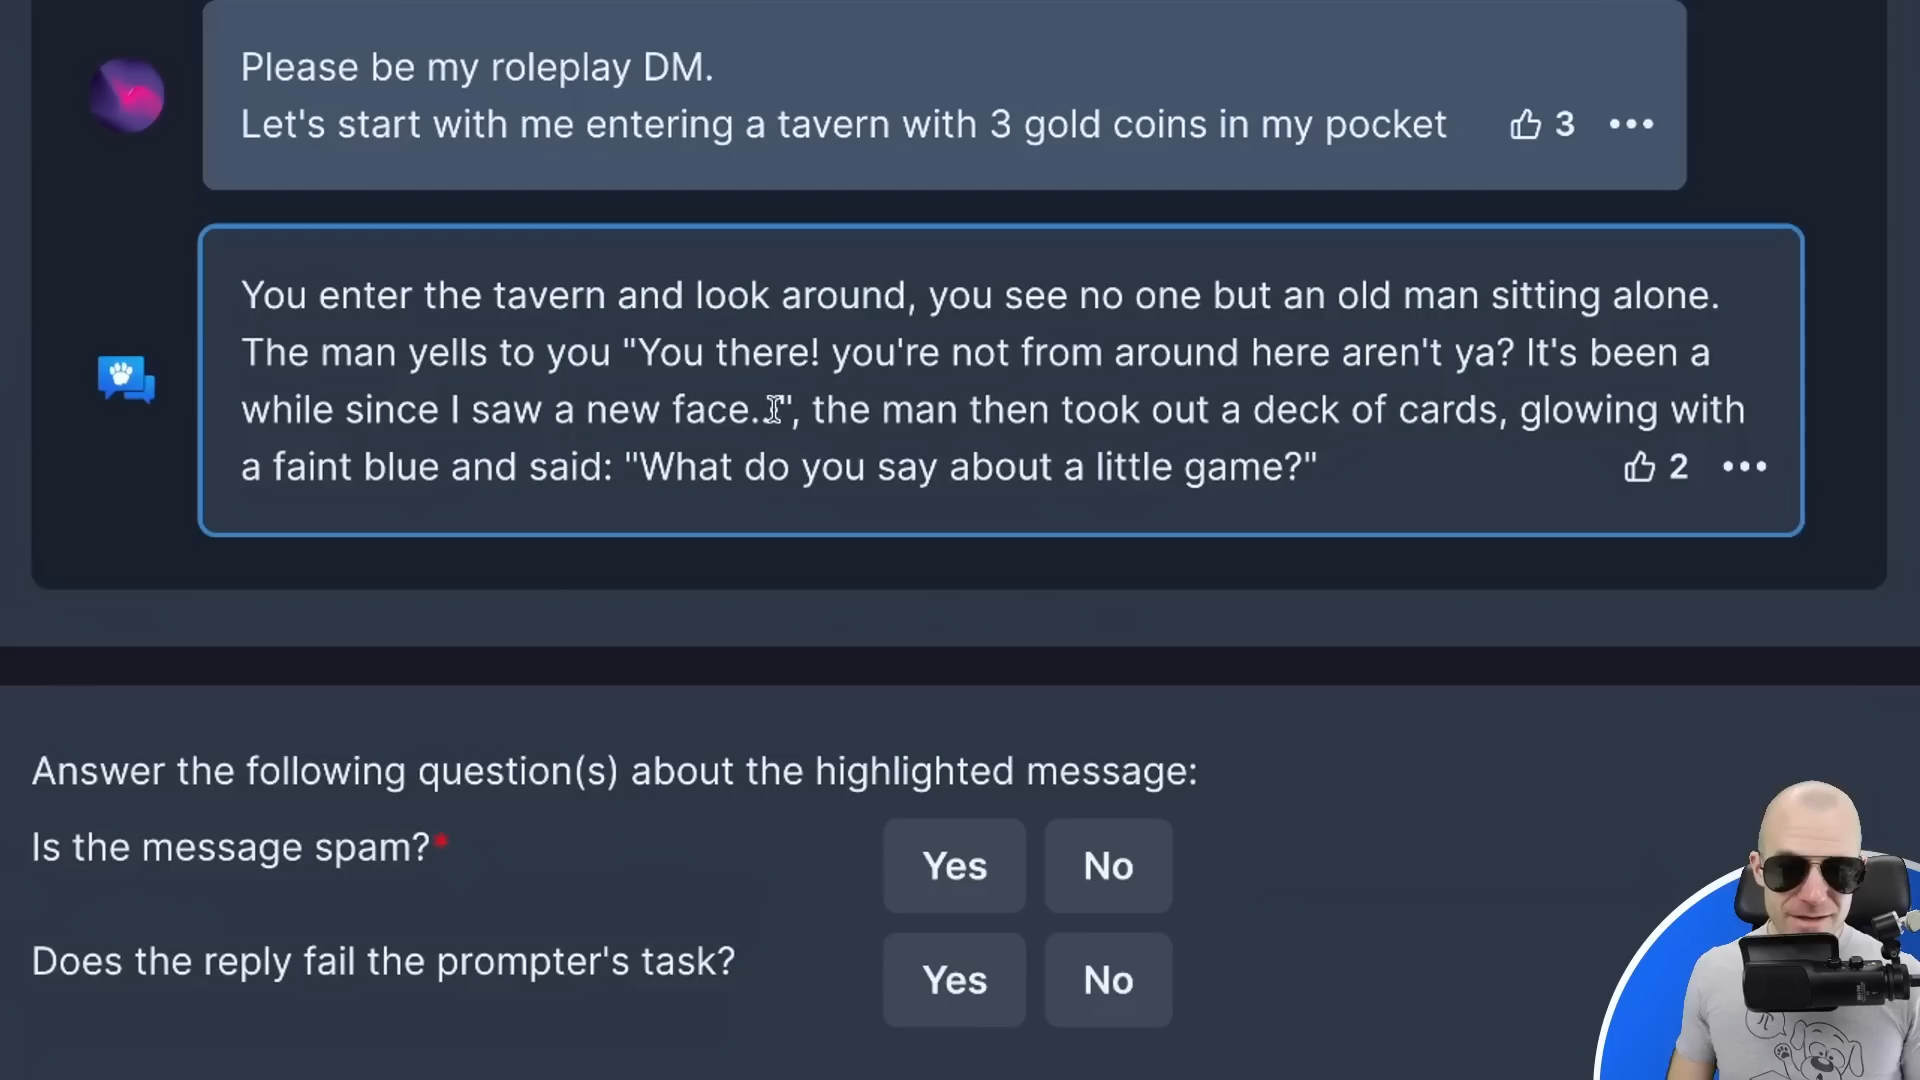 Please be my roleplay DM.
Let's start with me entering a tavern with 3 gold coins in my pocket
3
You enter the tavern and look around, you see no one but an old man sitting alone.
The man yells to you "You there! you're not from around here aren't ya? It's been a
while since I saw a new face..", the man then took out a deck of cards, glowing with
a faint blue and said: "What do you say about a little game?"
2
Answer the following question(s) about the highlighted message:
Is the message spam?*
Yes No
Does the reply fail the prompter's task?
Yes No